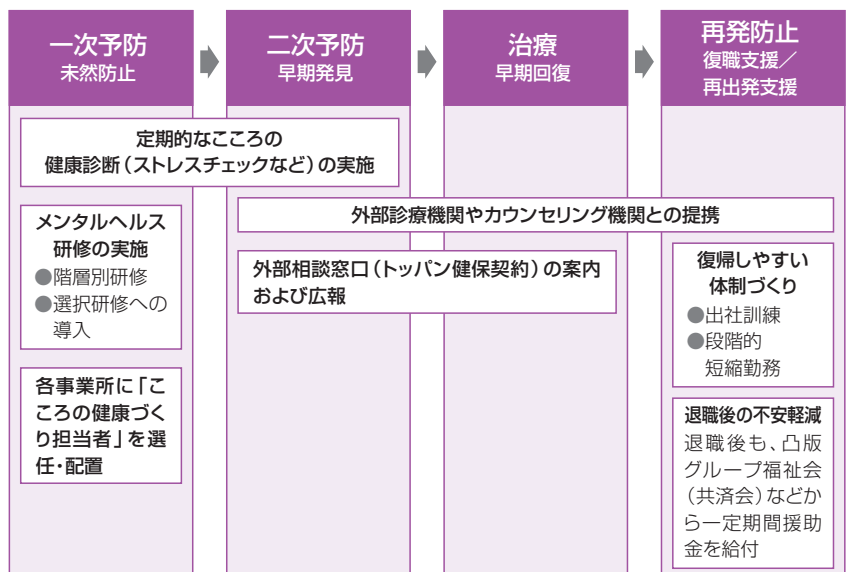 一次予防
未然防止
二次予防
早期発見
治療
早期回復
再発防止
復職支援／
再出発支援
定期的なこころの
健康診断（ストレスチェックなど）の実施
外部診療機関やカウンセリング機関との提携
メンタルヘルス
研修の実施
●階層別研修
●選択研修への
導入
外部相談窓口（トッパン健保契約）の案内
および広報
復帰しやすい
体制づくり
●出社訓練
●段階的
短縮勤務
各事業所に「こ
ころの健康づく
り担当者」を選
任・配置
退職後の不安軽減
退職後も、凸版
グループ福祉会
（共済会）などか
ら一定期間援助
金を給付